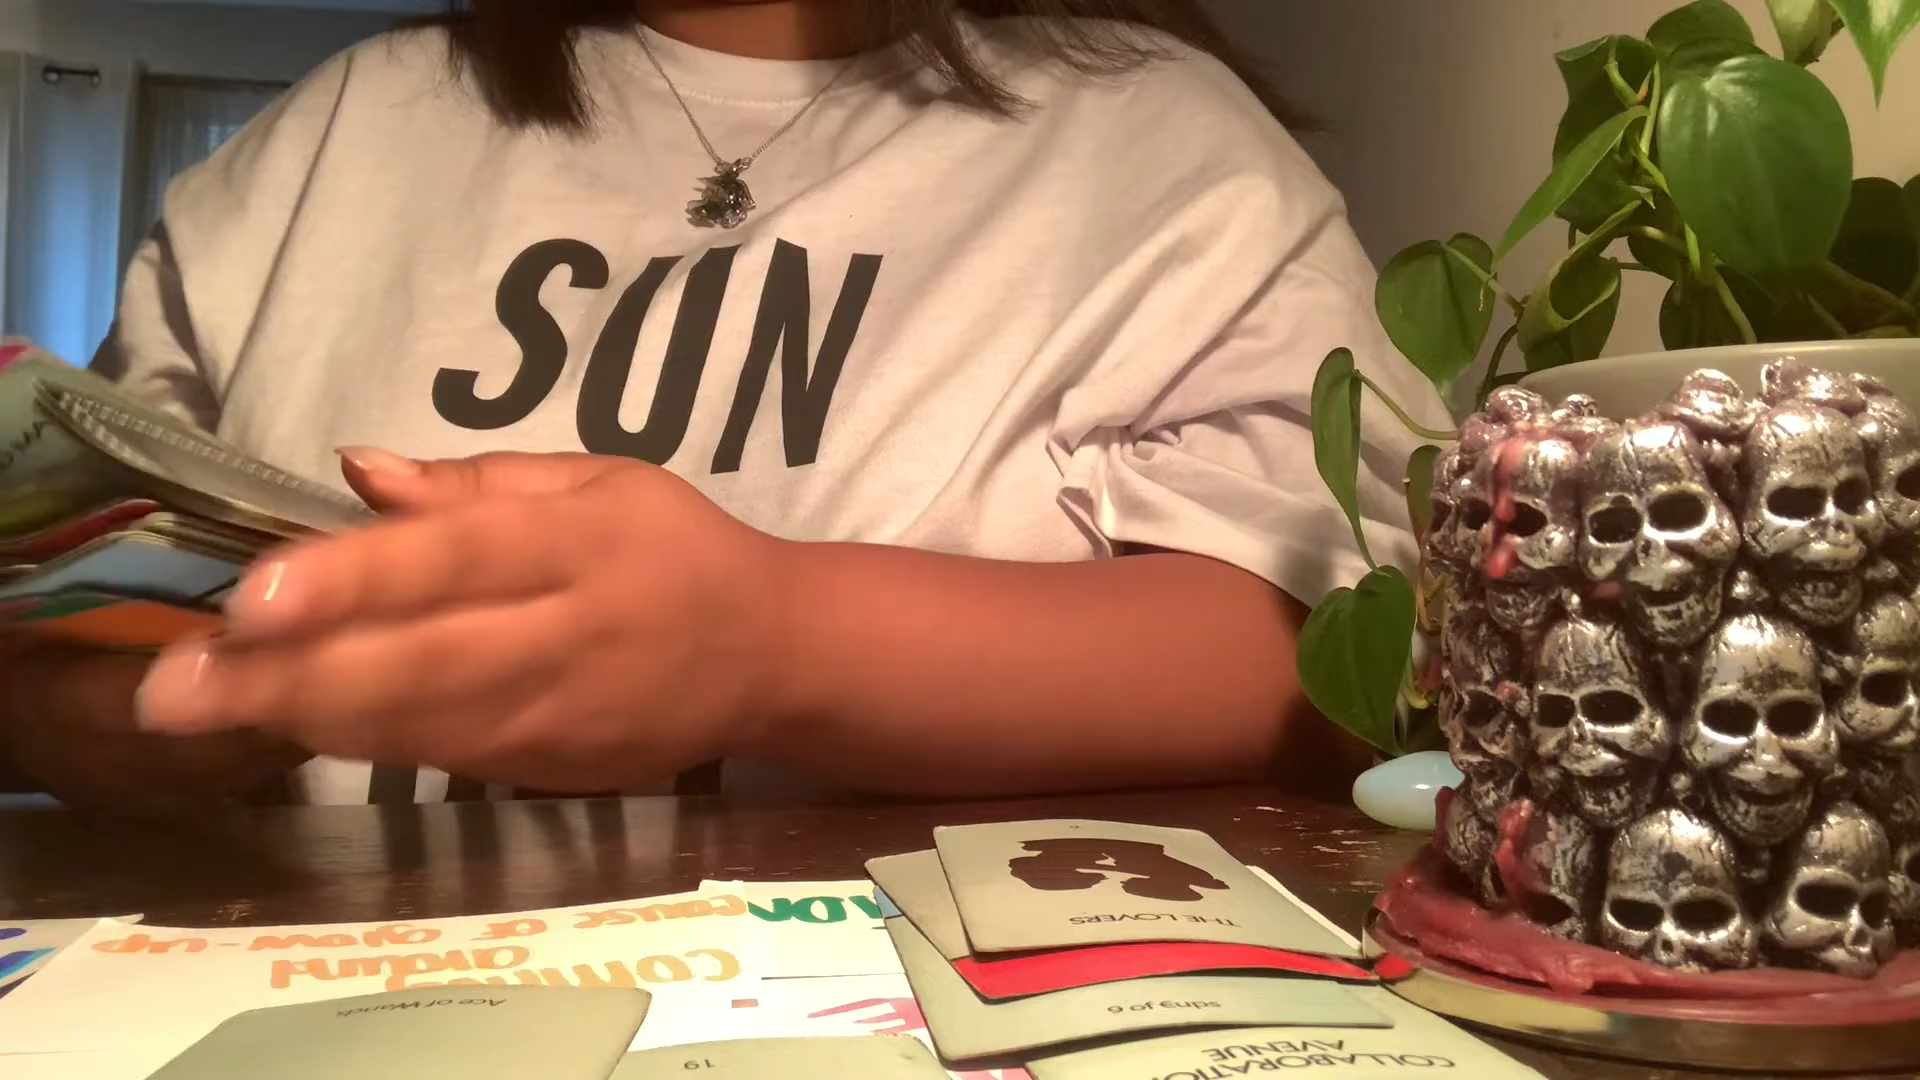 SUN
THE LOVERS
6 of cups
COLLABORATION
AVENUE
Ace of Wands
19
cause of glow-up
coming
around